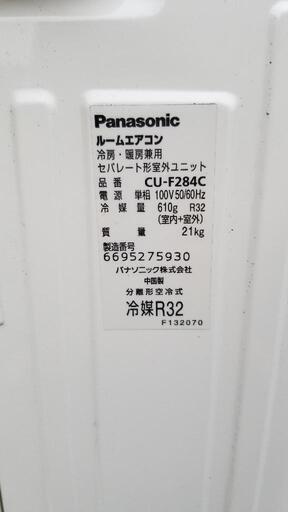 Panasonic
ルームエアコン
冷房・暖房兼用
セパレート形室外ユニット
品番 CU-F284C
電源 単相 100V 50/60Hz
冷媒量 610g R32
(室内+室外)
質量 21kg
製造番号
6695275930
パナソニック株式会社
中国製
分離形空冷式
冷媒R32
F132070